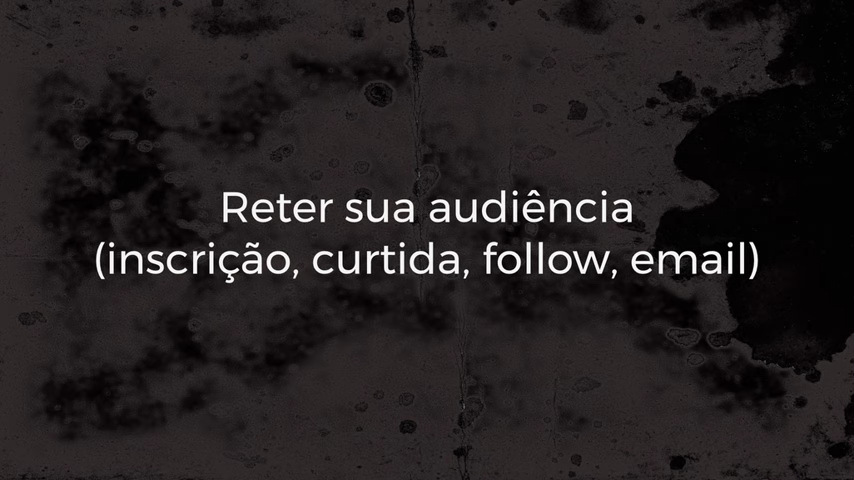 Reter sua audiência
(inscrição, curtida, follow, email)